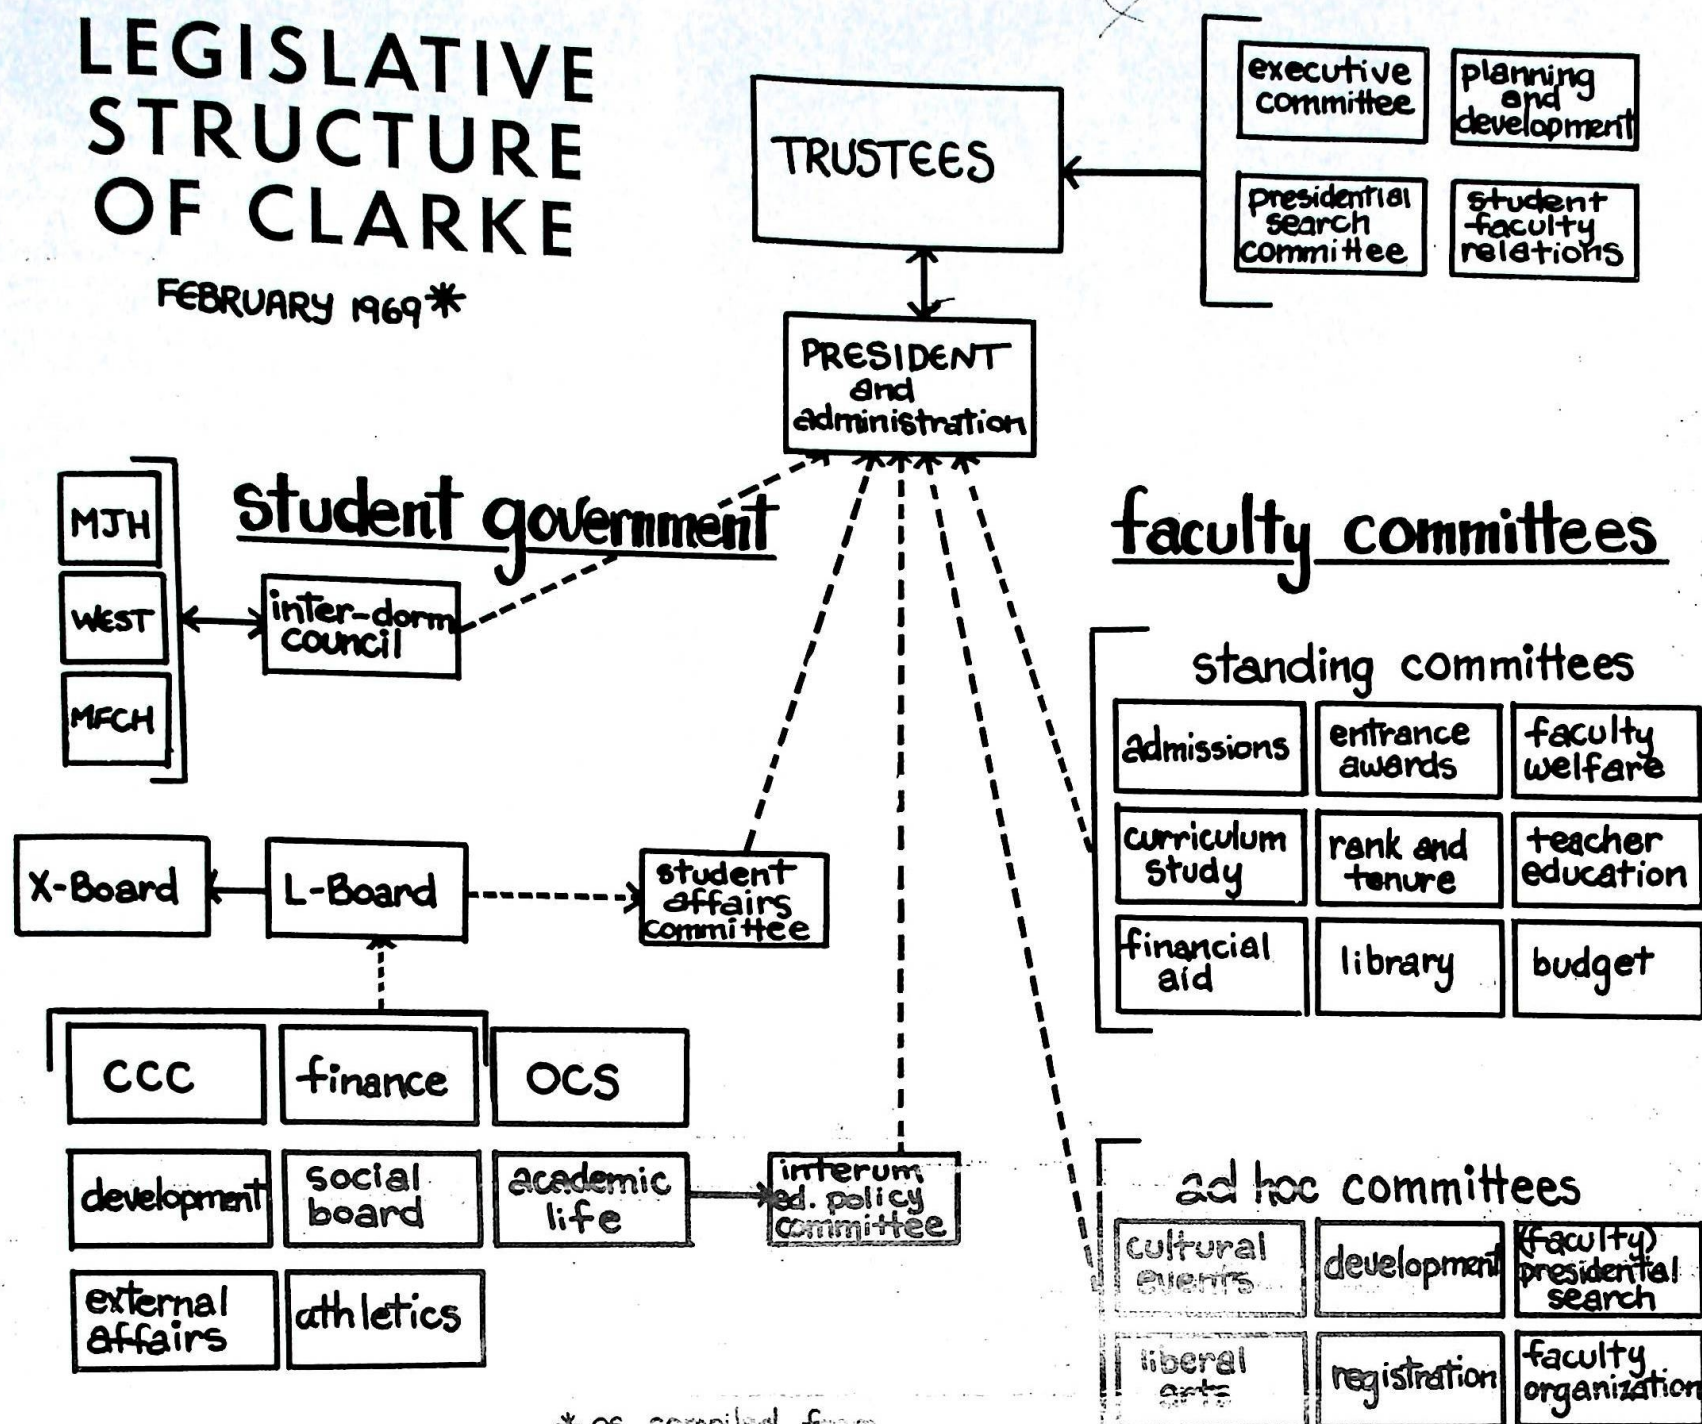 LEGISLATIVE
STRUCTURE
OF CLARKE
FEBRUARY 1969*
TRUSTEES
executive
committee
planning
and
development
presidential
search
committee
student
faculty
relations
PRESIDENT
and
administration
student government
MJH
WEST
MFCH
inter-dorm
council
X-Board
L-Board
student
affairs
committee
CCC
finance
OCS
development
social
board
academic
life
interum
ed. policy
committee
external
affairs
athletics
faculty committees
standing committees
admissions
entrance
awards
faculty
welfare
curriculum
study
rank and
tenure
teacher
education
financial
aid
library
budget
ad hoc committees
cultural
events
development
(faculty)
presidential
search
liberal
arts
registration
faculty
organization
* as compiled from